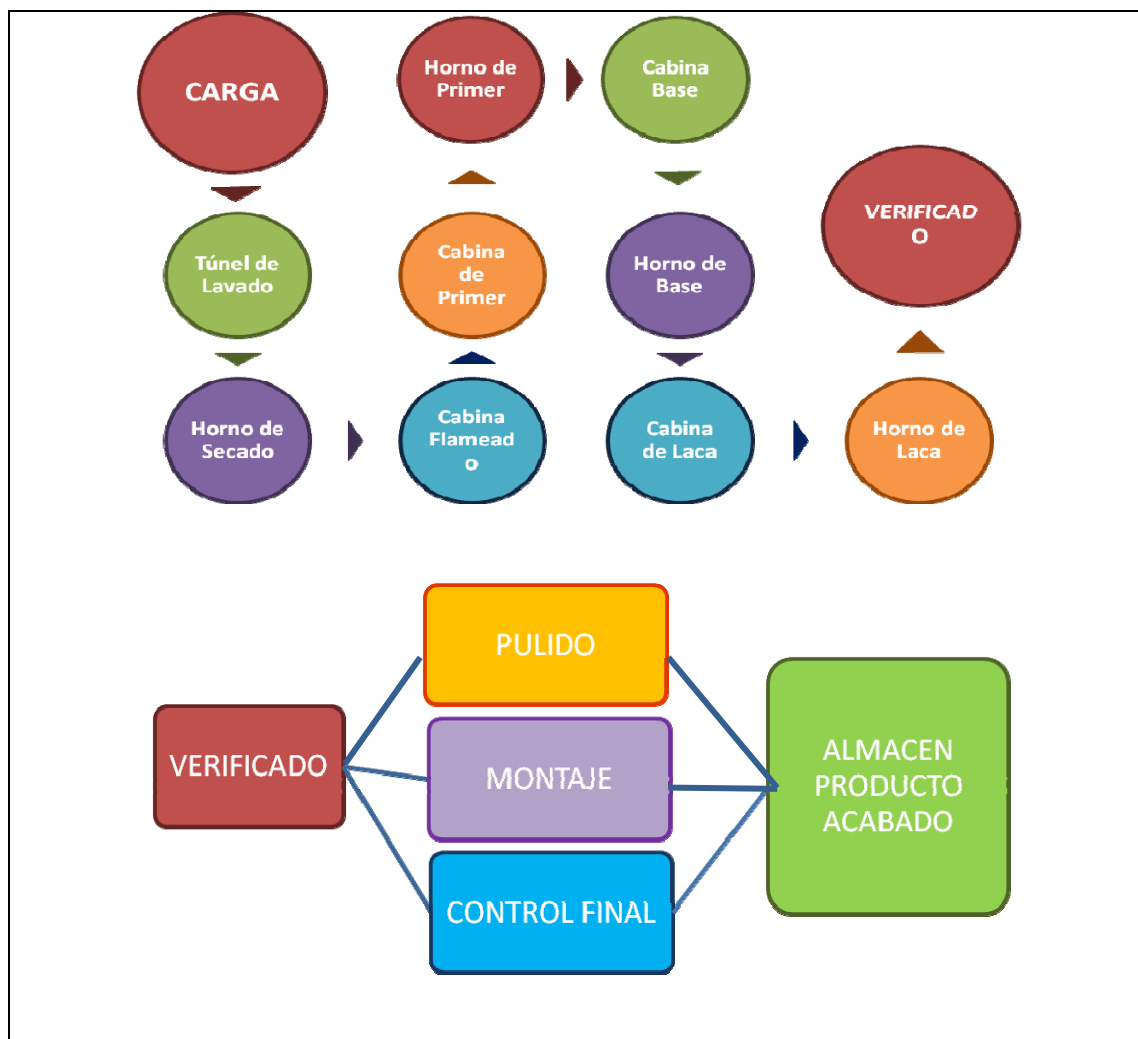 CARGA
Túnel de
Lavado
Horno de
Secado
Cabina
Flamead
o
Cabina
de
Primer
Horno de
Primer
Cabina
Base
Horno de
Base
Cabina
de Laca
Horno de
Laca
VERIFICAD
O
VERIFICADO
PULIDO
MONTAJE
CONTROL FINAL
ALMACEN
PRODUCTO
ACABADO